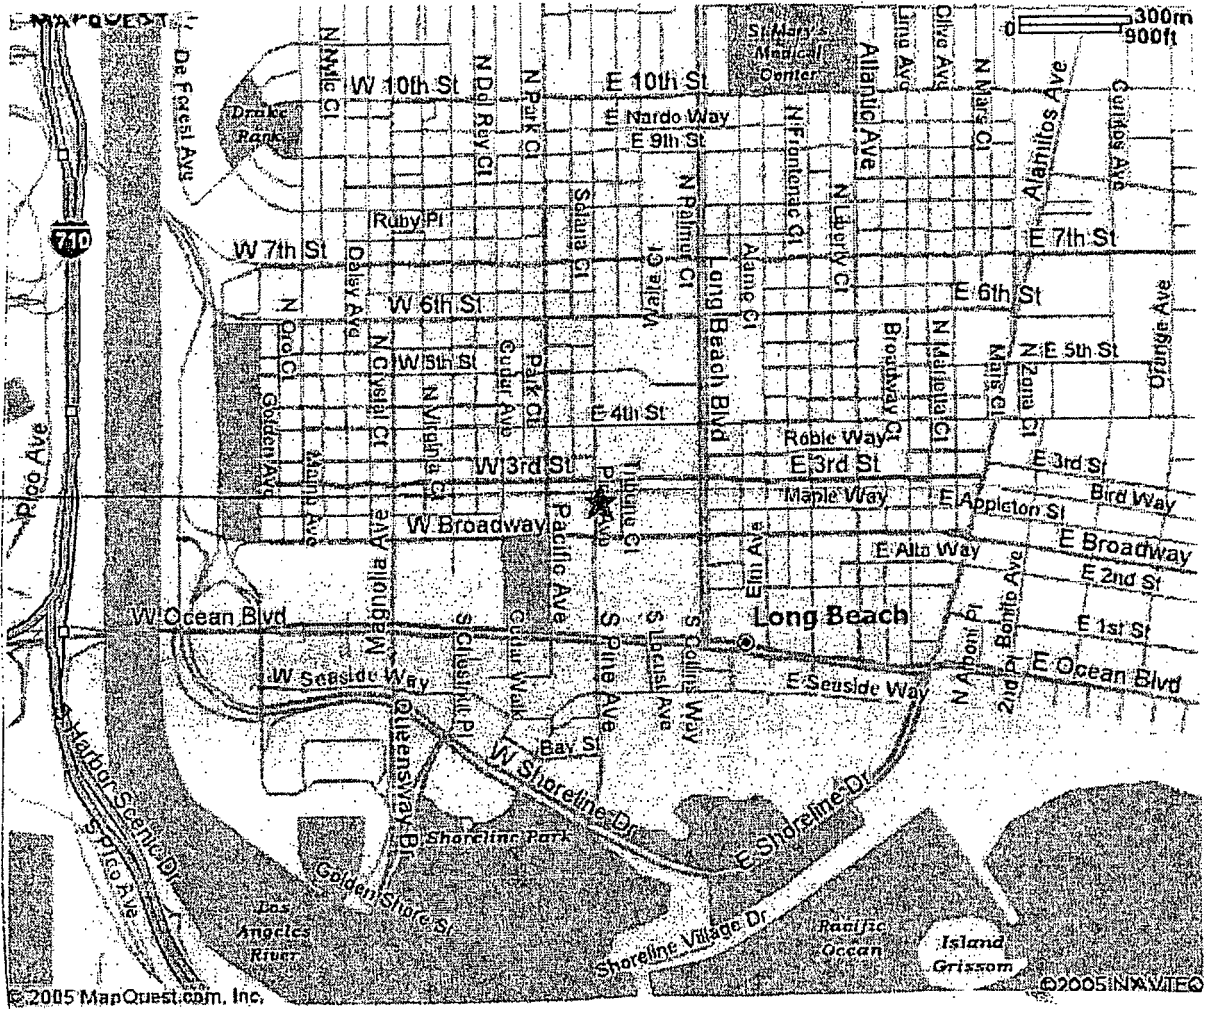 MAPQUEST
300m
0
900ft
St Mary's
Medical
Center
Lima Ave
Olive Ave
Atlantic Ave
N Mars Ct
Alamitos Ave
De Forest Ave
W 10th St
N Del Rey Ct
N Park Ct
E 10th St
Drake
Park
E Nardo Way
E 9th St
N Frontenac Ct
Ruby Pl
Solana Ct
N Palmer Ct
N Liberty Ct
710
W 7th St
E 7th St
Daisy Ave
Waite Ct
Alamo Ct
W 6th St
E 6th St
Orange Ave
N Oro Ct
N Crystal Ct
W 5th St
Cedar Ave
Park Ct
Long Beach Blvd
Broadway Ct
N Marietta Ct
Mars Ct
N Zona Ct
E 5th St
Golden Ave
N Virginia Ct
E 4th St
Roble Way
Pico Ave
Maine Ave
W 3rd St
E 3rd St
E 3rd St
Maple Way
Bird Way
E Appleton St
W Broadway
Pacific Ave
Magnolia Ave
Elm Ave
E Alta Way
E Broadway
E 2nd St
W Ocean Blvd
Long Beach
Bonito Ave
N Alboni Pl
2nd Pl
E 1st St
E Ocean Blvd
S Pine Ave
S Locust Ave
S Collins Way
S Chestnut Pl
Cedar Walk
W Seaside Way
E Seaside Way
Queensway
Bay St
W Shoreline Dr
E Shoreline Dr
Harbor Scenic Dr
S Pico Ave
Shoreline Park
Golden Shore St
Los
Angeles
River
Shoreline Village Dr
Pacific
Ocean
Island
Grissom
© 2005 MapQuest.com, Inc.
©2005 NAVTEQ